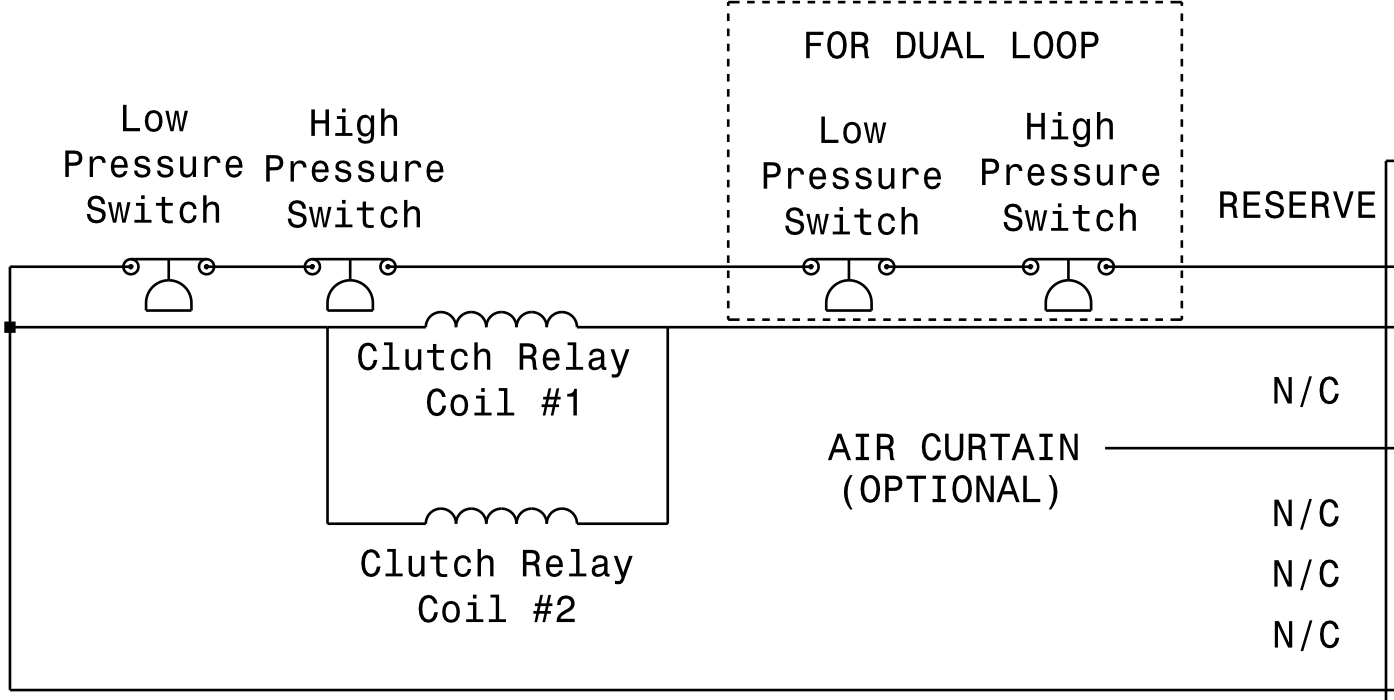 FOR DUAL LOOP
Low
Pressure
Switch
High
Pressure
Switch
Low
Pressure
Switch
High
Pressure
Switch
RESERVE
Clutch Relay
Coil #1
N/C
AIR CURTAIN
(OPTIONAL)
N/C
Clutch Relay
Coil #2
N/C
N/C